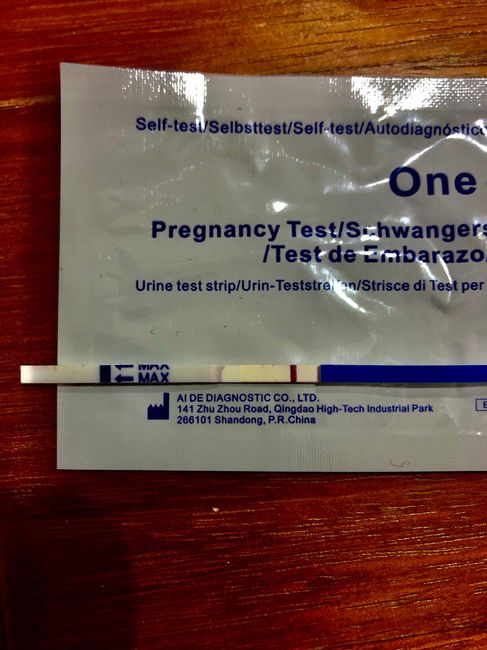 Self-test/Selbsttest/Self-test/Autodiagnóstico
One
Pregnancy Test/Schwangers
/Test de Embarazo
Urine test strip/Urin-Teststreifen/Strisce di Test per
MAX
MAX
AI DE DIAGNOSTIC CO., LTD.
141 Zhu Zhou Road, Qingdao High-Tech Industrial Park
266101 Shandong, P.R.China